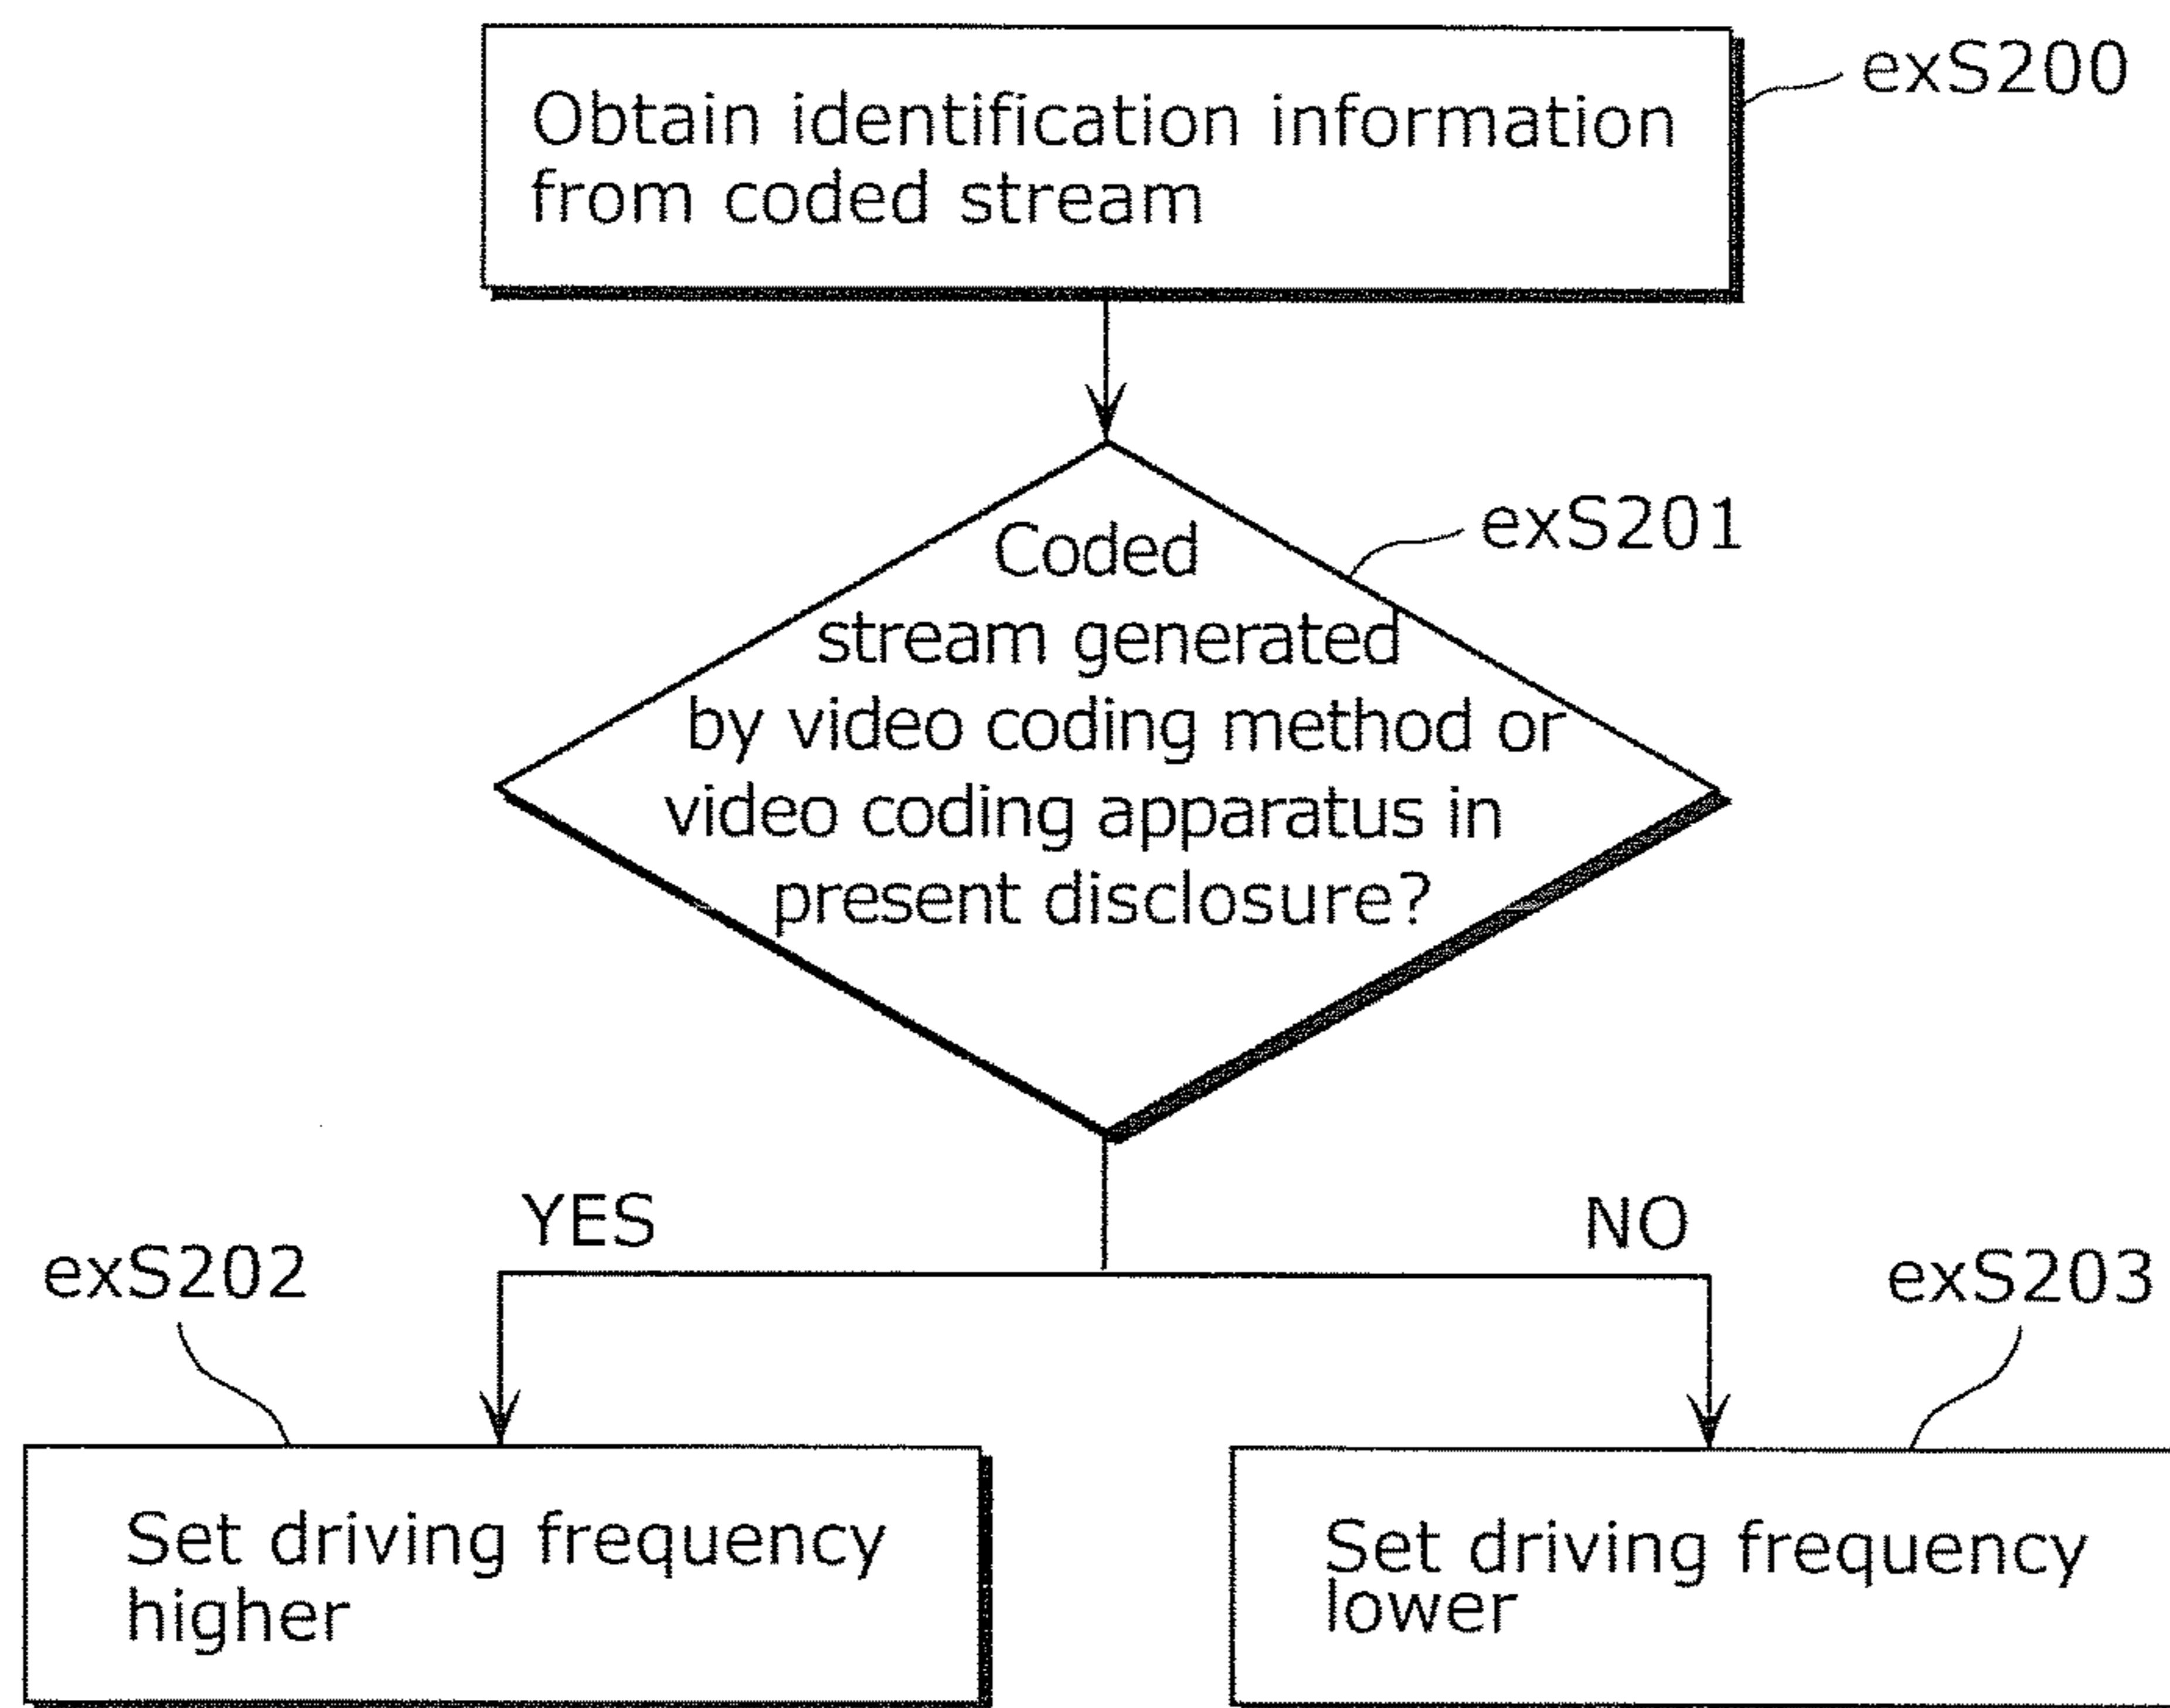 Obtain identification information
from coded stream
exS200
Coded
stream generated
by video coding method or
video coding apparatus in
present disclosure?
exS201
YES
NO
exS202
exS203
Set driving frequency
higher
Set driving frequency
lower